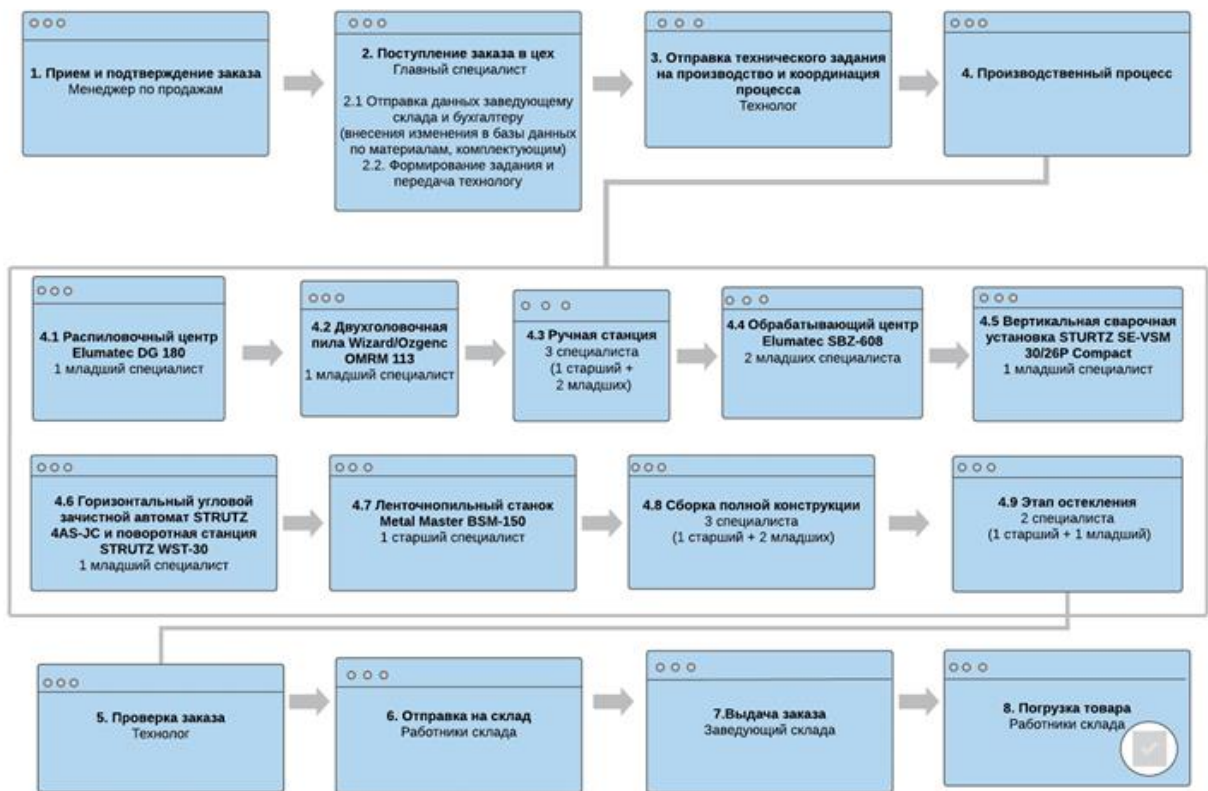 1. Прием и подтверждение заказа
Менеджер по продажам
2. Поступление заказа в цех
Главный специалист
2.1 Отправка данных заведующему
склада и бухгалтеру
(внесения изменения в базы данных
по материалам, комплектующим)
2.2. Формирование задания и
передача технологу
3. Отправка технического задания
на производство и координация
процесса
Технолог
4. Производственный процесс
4.1 Распиловочный центр
Elumatec DG 180
1 младший специалист
4.2 Двухголовочная
пила Wizard/Ozgenc
OMRM 113
1 младший специалист
4.3 Ручная станция
3 специалиста
(1 старший +
2 младших)
4.4 Обрабатывающий центр
Elumatec SBZ-608
2 младших специалиста
4.5 Вертикальная сварочная
установка STURTZ SE-VSM
30/26P Compact
1 младший специалист
4.6 Горизонтальный угловой
зачистной автомат STRUTZ
4AS-JC и поворотная станция
STRUTZ WST-30
1 младший специалист
4.7 Ленточнопильный станок
Metal Master BSM-150
1 старший специалист
4.8 Сборка полной конструкции
3 специалиста
(1 старший + 2 младших)
4.9 Этап остекления
2 специалиста
(1 старший + 1 младший)
5. Проверка заказа
Технолог
6. Отправка на склад
Работники склада
7.Выдача заказа
Заведующий склада
8. Погрузка товара
Работники склада